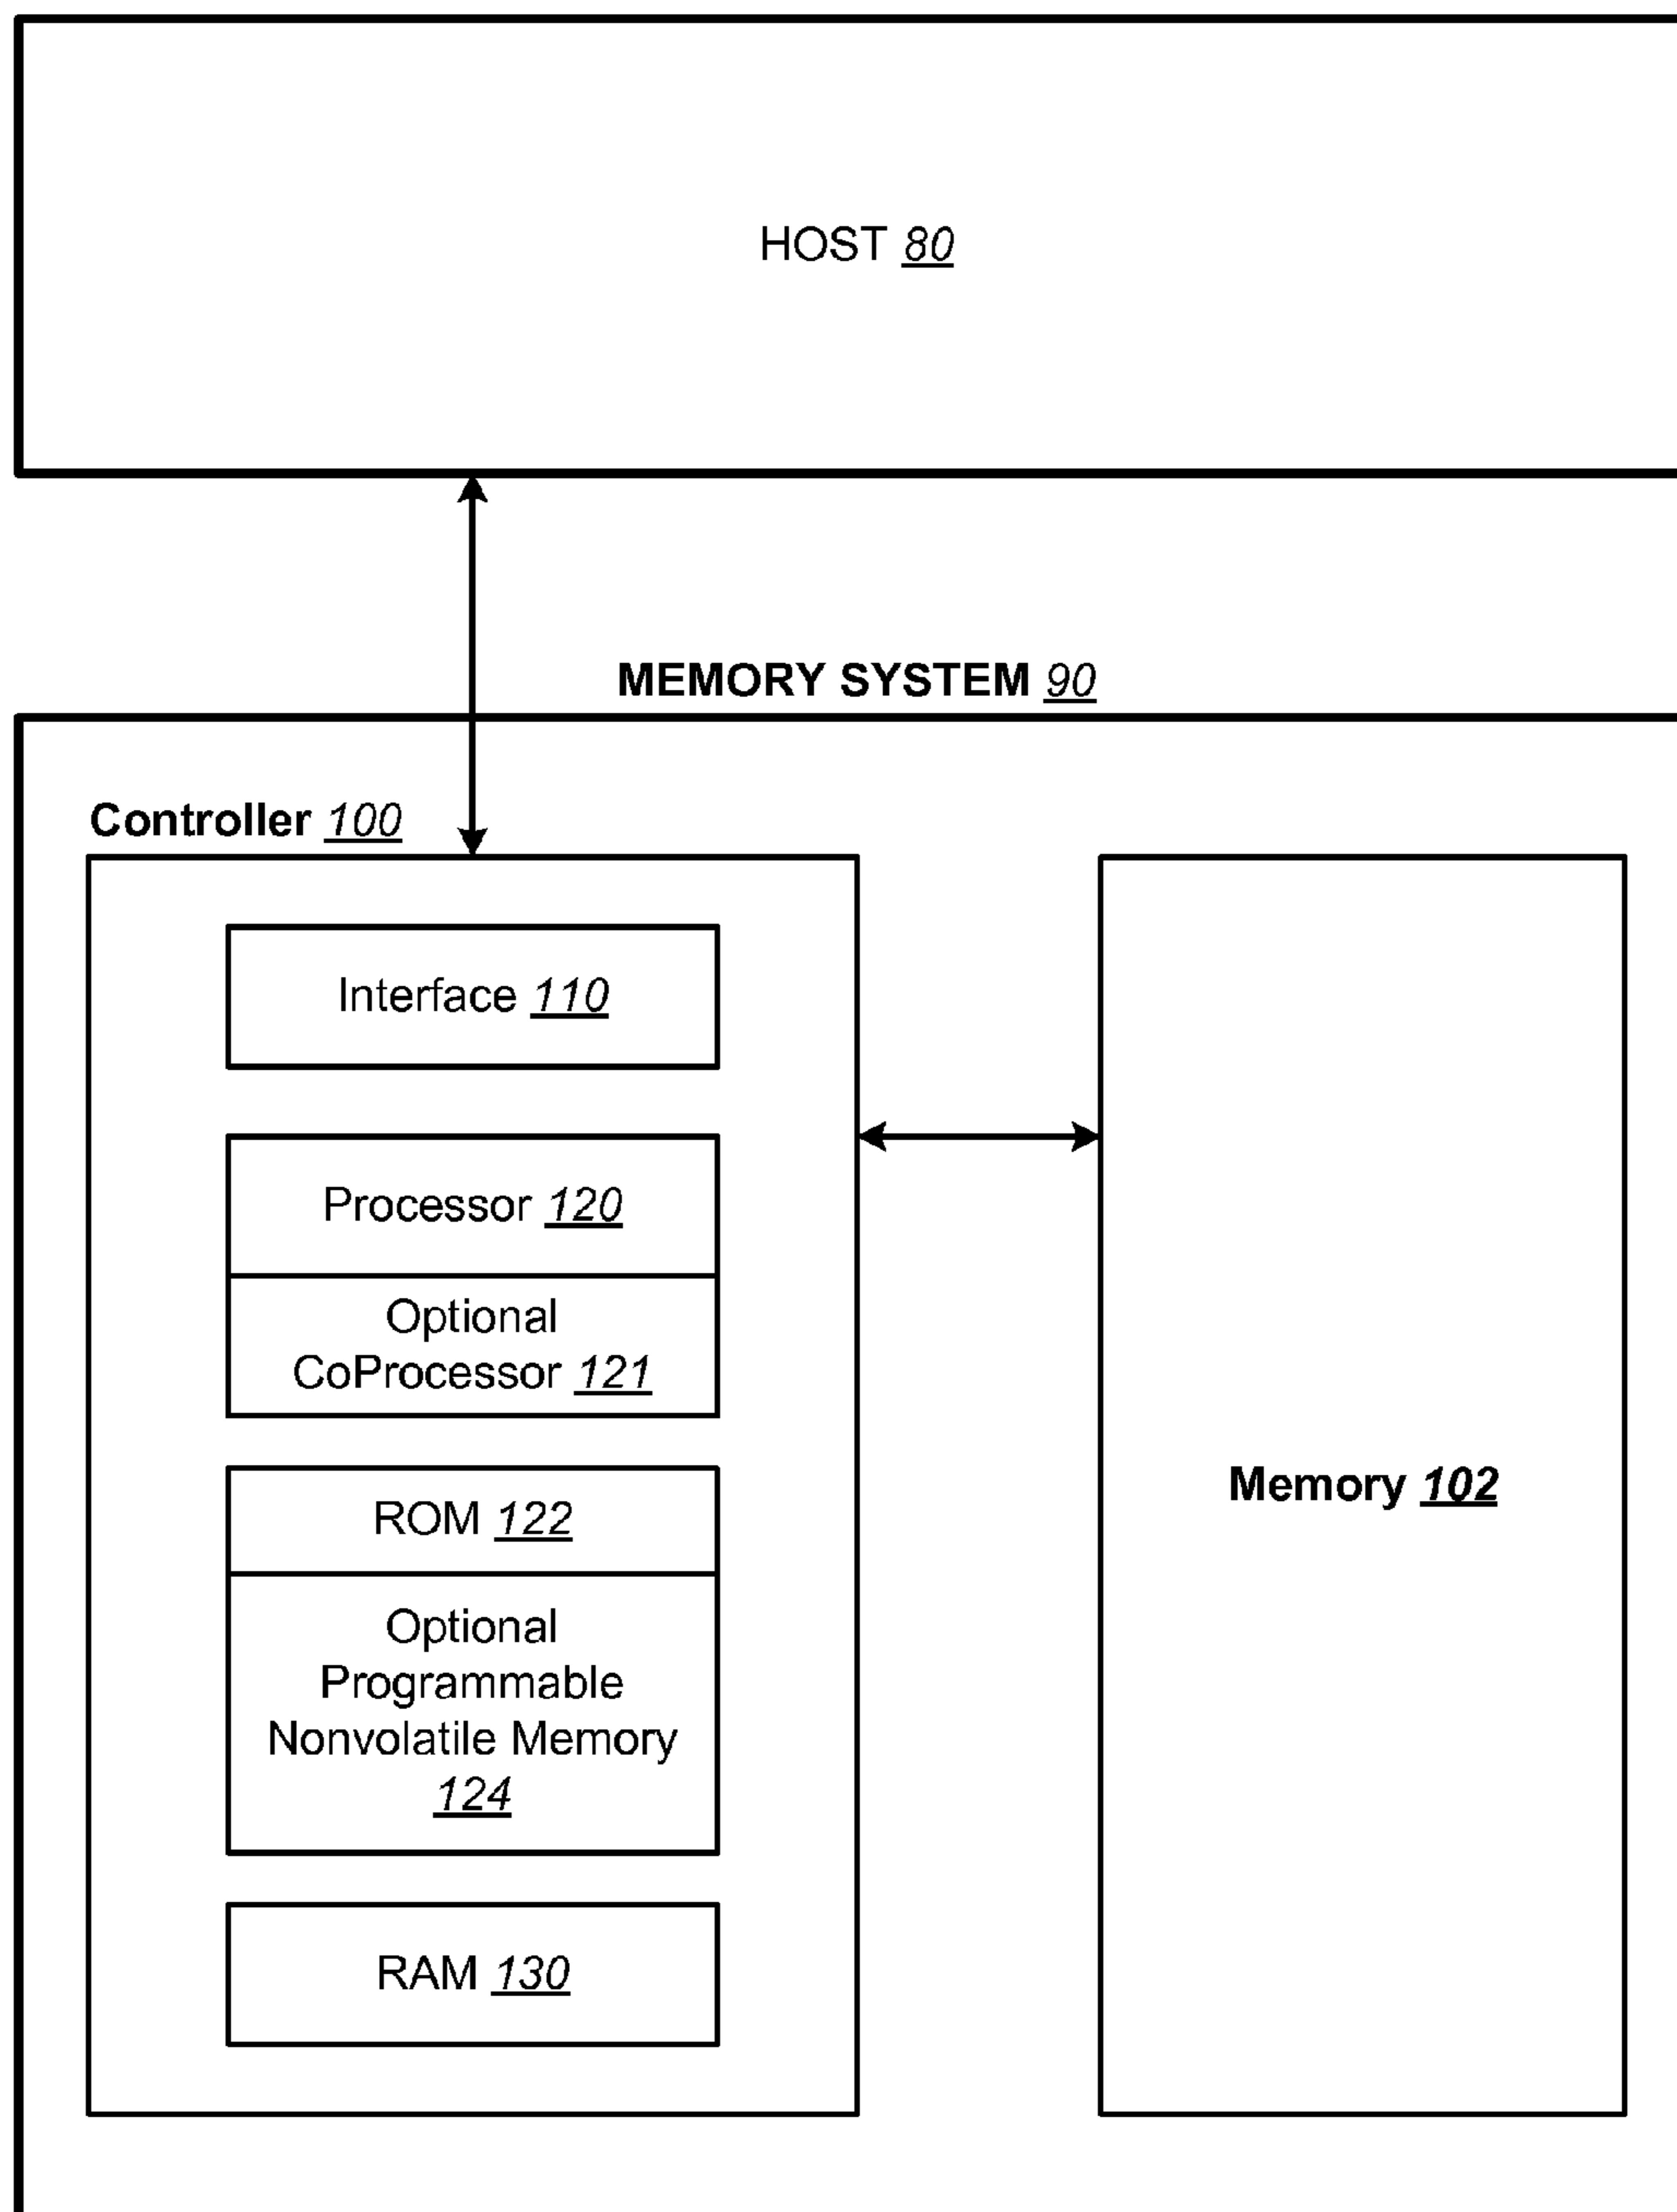 HOST 80
MEMORY SYSTEM 90
Controller 100
Interface 110
Processor 120
Optional
CoProcessor 121
ROM 122
Optional
Programmable
Nonvolatile Memory
124
RAM 130
Memory 102